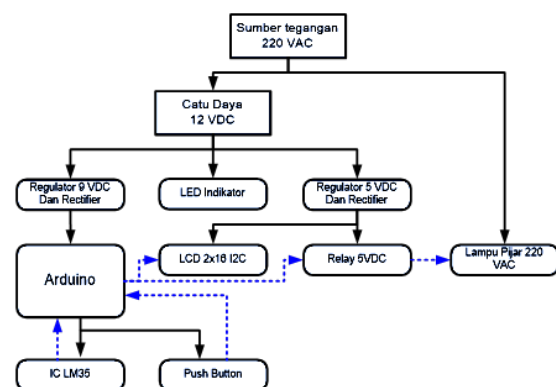 Sumber tegangan
220 VAC
Catu Daya
12 VDC
Regulator 9 VDC
Dan Rectifier
LED Indikator
Regulator 5 VDC
Dan Rectifier
Arduino
LCD 2x16 I2C
Relay 5VDC
Lampu Pijar 220
VAC
IC LM35
Push Button